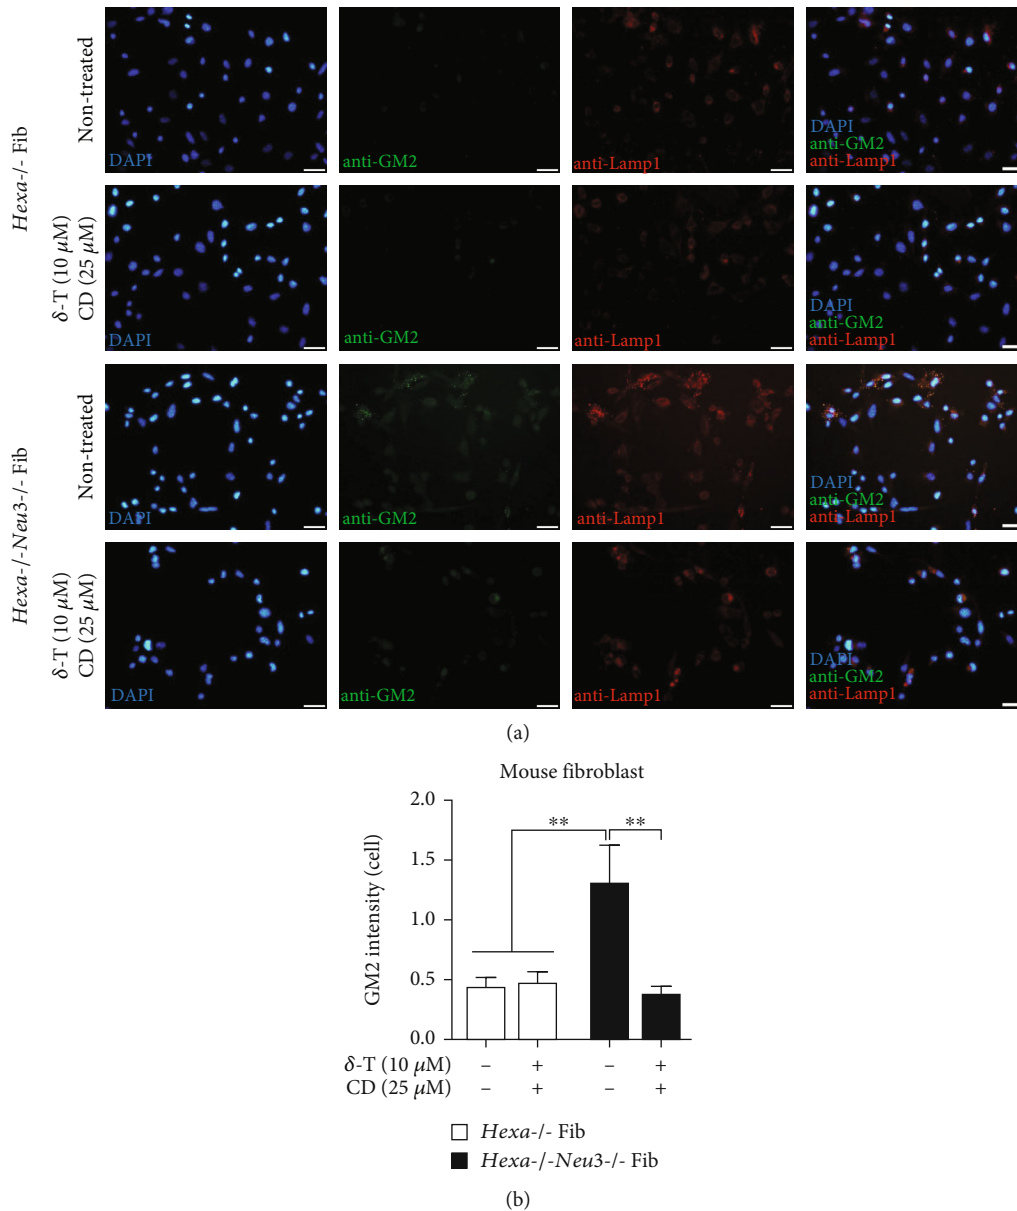 Hexa-/- Fib
Non-treated
DAPI
anti-GM2
anti-Lamp1
DAPI
anti-GM2
anti-Lamp1
δ-T (10 μM)
CD (25 μM)
DAPI
anti-GM2
anti-Lamp1
DAPI
anti-GM2
anti-Lamp1
Hexa-/-Neu3-/- Fib
Non-treated
DAPI
anti-GM2
anti-Lamp1
DAPI
anti-GM2
anti-Lamp1
δ-T (10 μM)
CD (25 μM)
DAPI
anti-GM2
anti-Lamp1
DAPI
anti-GM2
anti-Lamp1
(a)
Mouse fibroblast
GM2 intensity (cell)
2.0
1.5
1.0
0.5
0.0
** **
δ-T (10 μM) – + – +
CD (25 μM) – + – +
Hexa-/- Fib
Hexa-/-Neu3-/- Fib
(b)